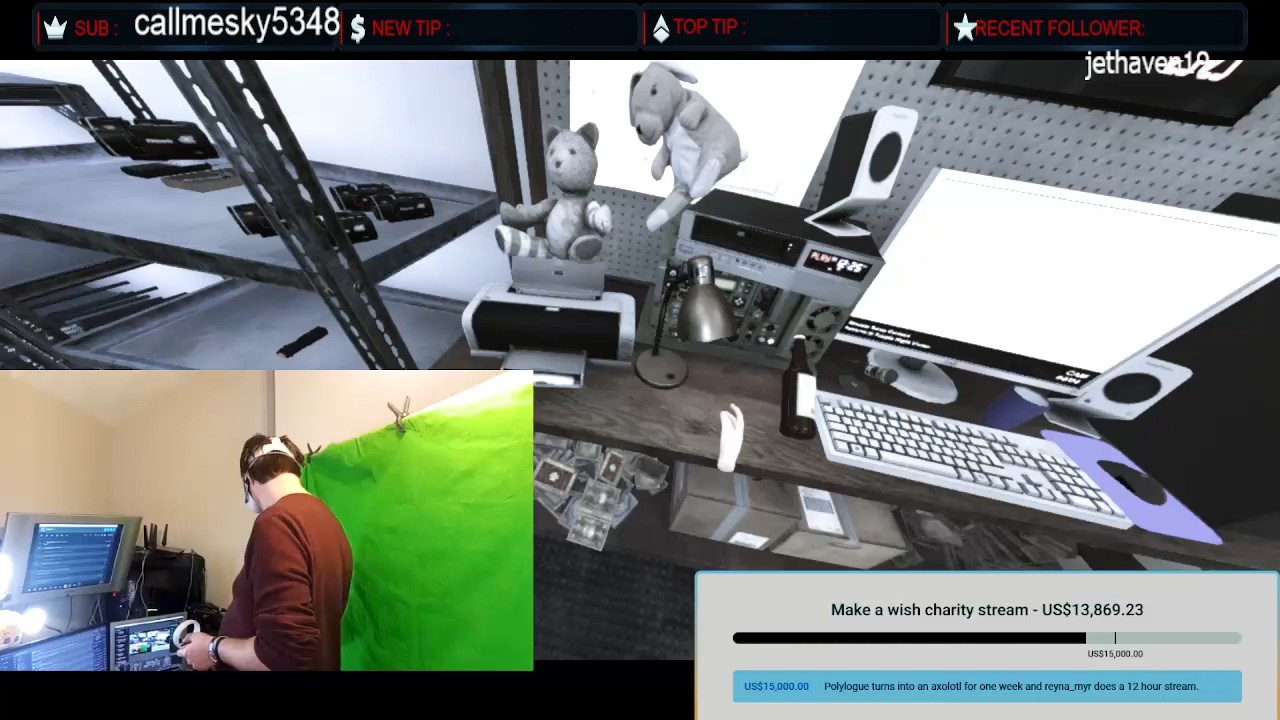 SUB : callmesky5348
NEW TIP :
TOP TIP :
RECENT FOLLOWER:
jethaven19
Make a wish charity stream - US$13,869.23
US$15,000.00
US$15,000.00 Polylogue turns into an axolotl for one week and reyna_myr does a 12 hour stream.